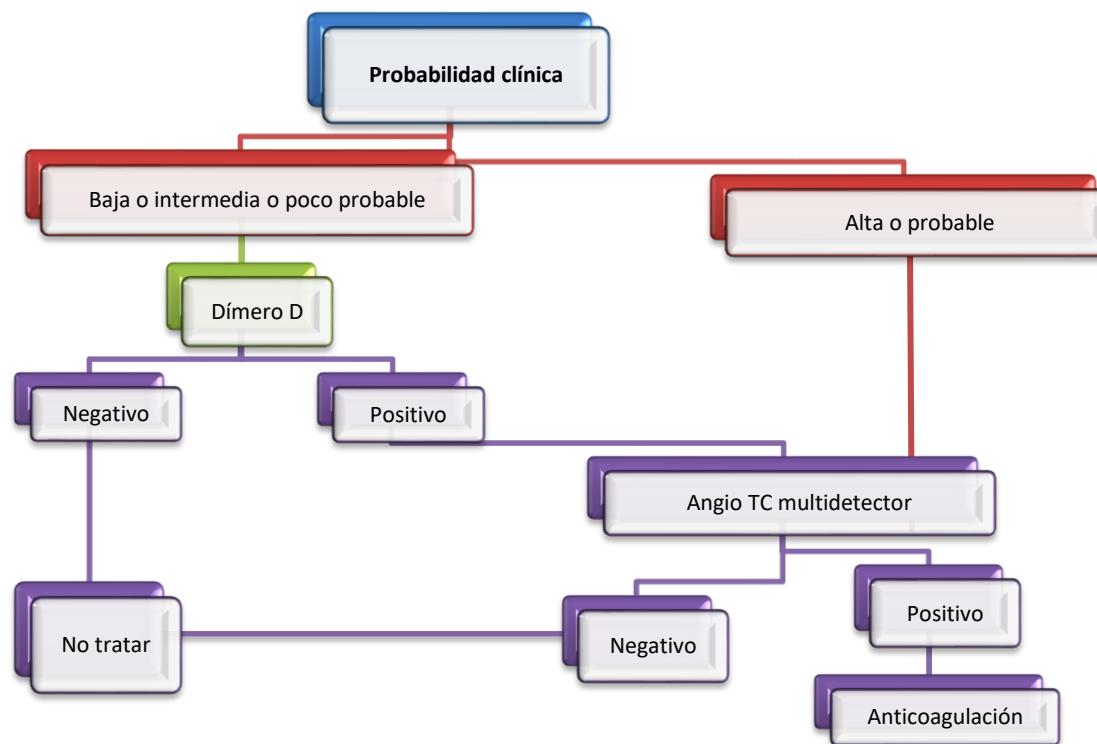 Probabilidad clínica
Baja o intermedia o poco probable
Alta o probable
Dímero D
Negativo
Positivo
Angio TC multidetector
No tratar
Negativo
Positivo
Anticoagulación